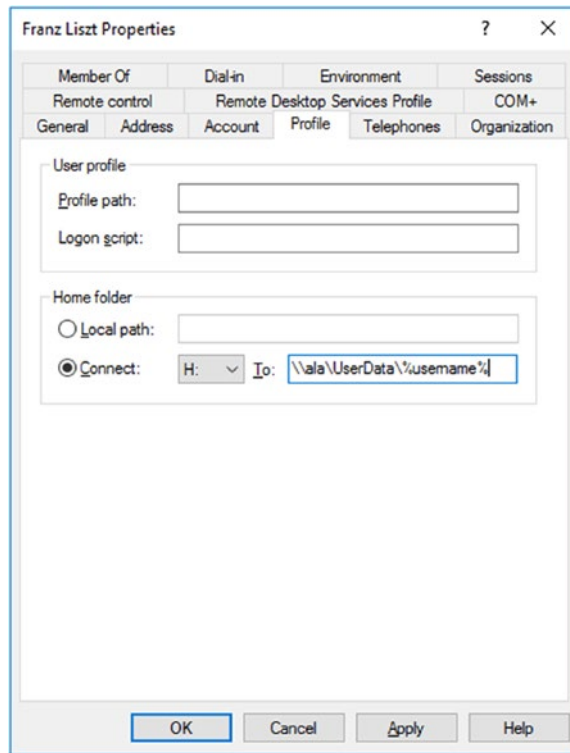 Franz Liszt Properties ? X
Member Of Dial-in Environment Sessions
Remote control Remote Desktop Services Profile COM+
General Address Account Profile Telephones Organization
User profile
Profile path:
Logon script:
Home folder
Local path:
Connect: H: To: \\ala\UserData\%username%
OK Cancel Apply Help